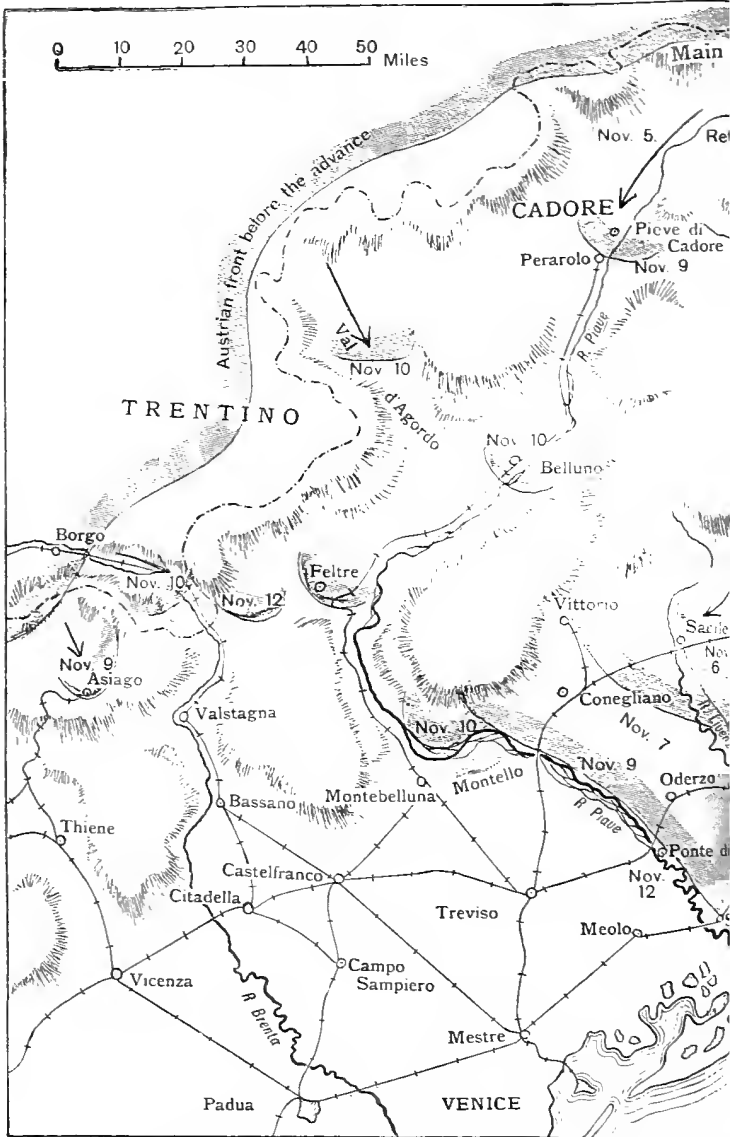 0 10 20 30 40 50 Miles
Main
Austrian front before the advance
Nov. 5.
CADORE
Pieve di
Cadore
Perarolo
Nov. 9
R. Piave
Val
d'Agordo
Nov. 10
TRENTINO
Nov. 10
Belluno
Borgo
Nov. 10
Nov. 12
Feltre
Vittorio
Nov. 9
Asiago
Nov.
6
Valstagna
Conegliano
Nov. 7
Nov. 10
Nov. 9
Montello
Montebelluna
Oderzo
R. Piave
Bassano
Thiene
Ponte di
Nov.
12
Castelfranco
Citadella
Treviso
Meolo
Vicenza
Campo
Sampiero
R. Brenta
Mestre
Padua
VENICE